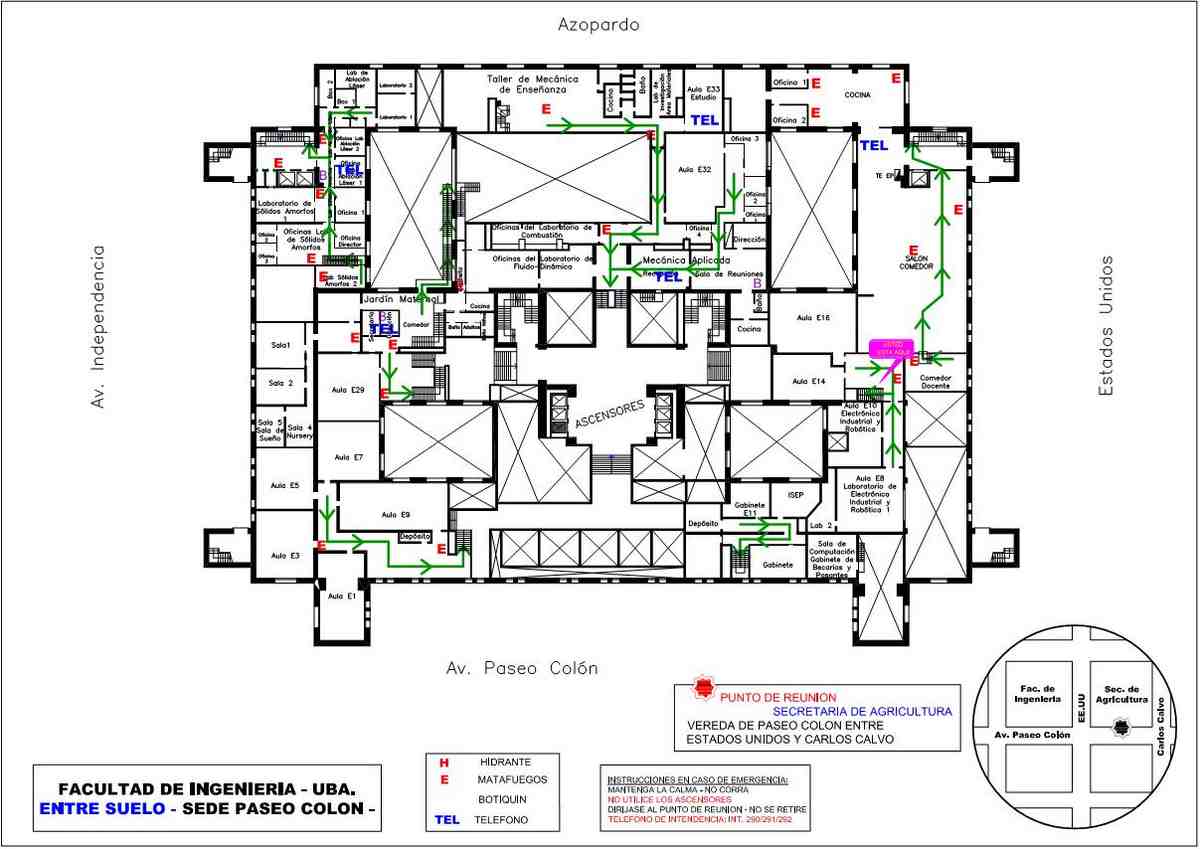 Azopardo
Av. Independencia
Estados Unidos
Av. Paseo Colón
Lab de
Ablación
Láser
Box 2
Box 1
Laboratorio 2
Laboratorio 1
Taller de Mecánica
de Enseñanza
E
Cocina
Baño
Lab de
Investigación
Area Materiales
Aula E33
Estudio
TEL
Oficina 1
E
E
COCINA
E
Oficina 2
TEL
TE EP
E
Oficina Lab
Ablación
Láser 2
E
Oficina
Ablación
Láser 1
TEL
B
E
Laboratorio de
Sólidos Amorfos
1
Oficina 1
Oficinas Lab
de Sólidos
Amorfos
Oficina
Director
E
E
Lab Sólidos
Amorfos 2
E
Aula E32
Oficina 3
Oficina
2
Oficina
1
Oficina
4
Dirección
Oficinas del Laboratorio de
Combustión
E
Oficinas del Laboratorio de
Fluido-Dinámica
Mecánica Aplicada
TEL
Sala de Reuniones
B
Baño
Cocina
E
E
SALON
COMEDOR
Jardín Maternal
B
TEL
Comedor
Cocina
Baño
Adultos
E
E
E
Sala1
Sala 2
Sala 5
Sala de
Sueño
Sala 4
Nursery
Aula E29
Aula E7
Aula E5
Aula E9
Depósito
E
E
Aula E3
Aula E1
ASCENSORES
Aula E16
Aula E14
USTED
ESTA AQUI
E
E
Comedor
Docente
Aula E10
Electrónica
Industrial y
Robótica
Aula E8
Laboratorio de
Electrónica
Industrial y
Robótica 1
ISEP
Gabinete
E11
Lab 2
Depósito
Gabinete
Sala de
Computación
Gabinete de
Becarios y
Pasantes
PUNTO DE REUNION
SECRETARIA DE AGRICULTURA
VEREDA DE PASEO COLON ENTRE
ESTADOS UNIDOS Y CARLOS CALVO
Fac. de
Ingenieria
EE.UU
Sec. de
Agricultura
Av. Paseo Colón
Carlos Calvo
FACULTAD DE INGENIERIA - UBA.
ENTRE SUELO - SEDE PASEO COLON -
H HIDRANTE
E MATAFUEGOS
BOTIQUIN
TEL TELEFONO
INSTRUCCIONES EN CASO DE EMERGENCIA:
MANTENGA LA CALMA - NO CORRA
NO UTILICE LOS ASCENSORES
DIRIJASE AL PUNTO DE REUNION - NO SE RETIRE
TELEFONO DE INTENDENCIA: INT. 290/291/292